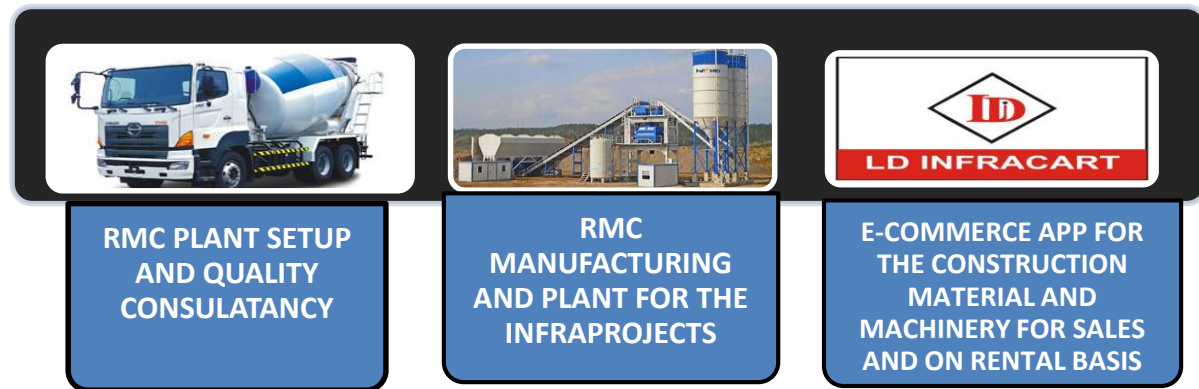 LD
LD INFRACART
RMC PLANT SETUP
AND QUALITY
CONSULATANCY
RMC
MANUFACTURING
AND PLANT FOR THE
INFRAPROJECTS
E-COMMERCE APP FOR
THE CONSTRUCTION
MATERIAL AND
MACHINERY FOR SALES
AND ON RENTAL BASIS